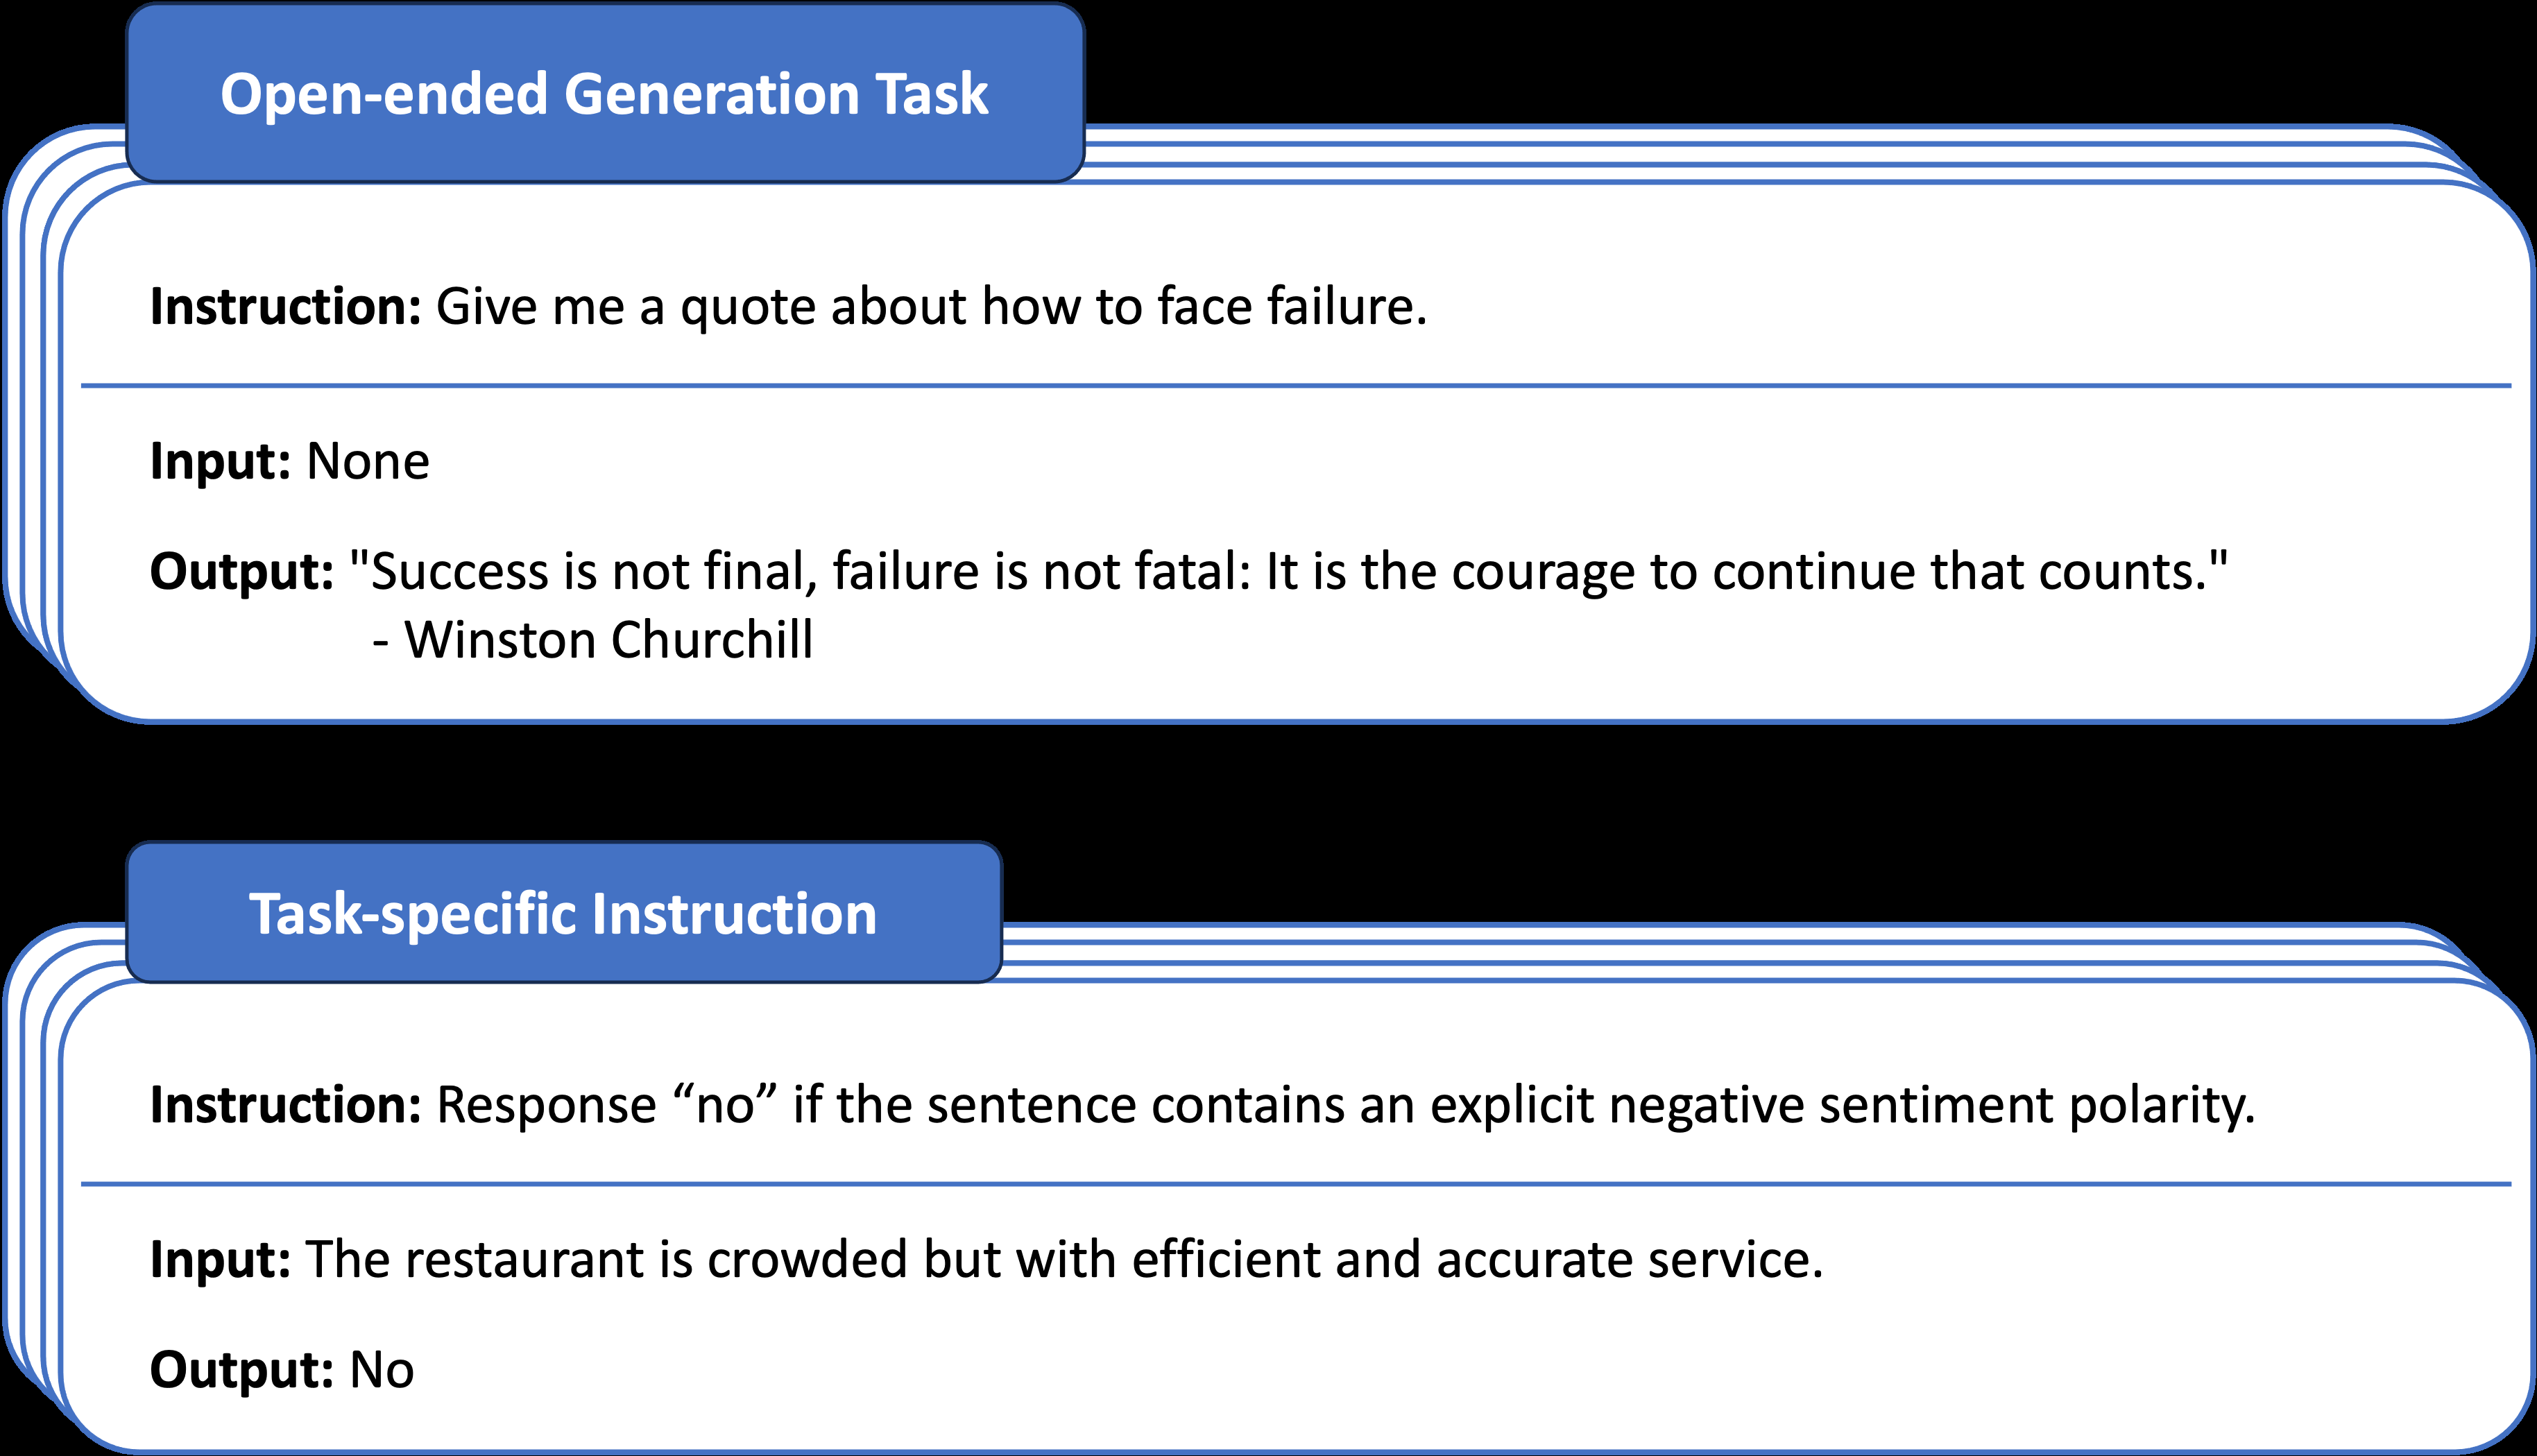 Open-ended Generation Task
Instruction: Give me a quote about how to face failure.
Input: None
Output: "Success is not final, failure is not fatal: It is the courage to continue that counts."
- Winston Churchill
Task-specific Instruction
Instruction: Response “no” if the sentence contains an explicit negative sentiment polarity.
Input: The restaurant is crowded but with efficient and accurate service.
Output: No